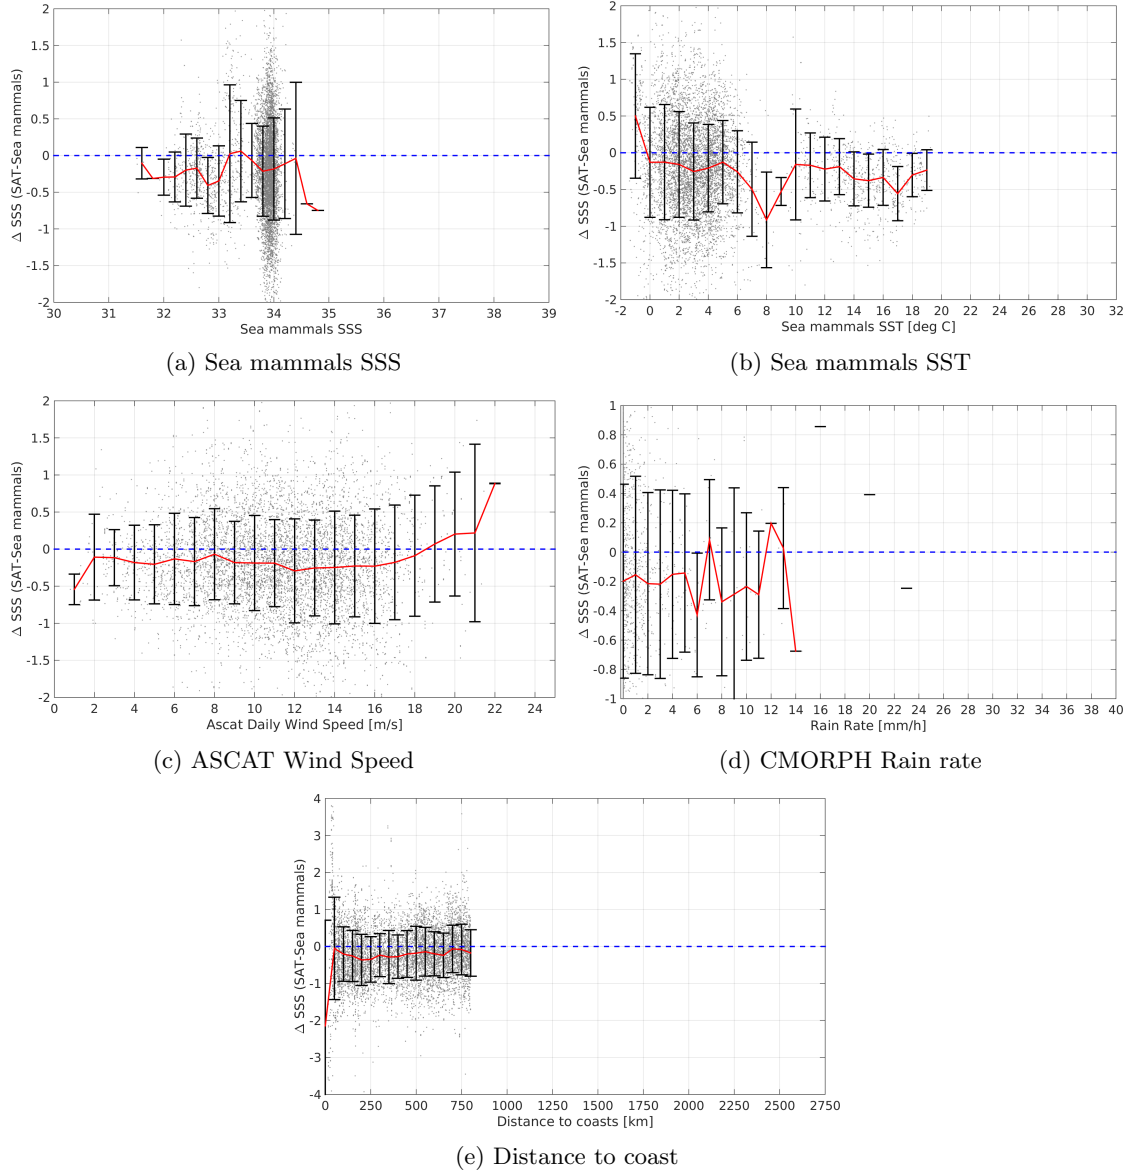 2
1.5
1
0.5
0
-0.5
-1
-1.5
-2
Δ SSS (SAT-Sea mammals)
30 31 32 33 34 35 36 37 38 39
Sea mammals SSS
(a) Sea mammals SSS
2
1.5
1
0.5
0
-0.5
-1
-1.5
-2
Δ SSS (SAT-Sea mammals)
-2 0 2 4 6 8 10 12 14 16 18 20 22 24 26 28 30 32
Sea mammals SST [deg C]
(b) Sea mammals SST
2
1.5
1
0.5
0
-0.5
-1
-1.5
-2
Δ SSS (SAT-Sea mammals)
0 2 4 6 8 10 12 14 16 18 20 22 24
Ascat Daily Wind Speed [m/s]
(c) ASCAT Wind Speed
1
0.8
0.6
0.4
0.2
0
-0.2
-0.4
-0.6
-0.8
-1
Δ SSS (SAT-Sea mammals)
0 2 4 6 8 10 12 14 16 18 20 22 24 26 28 30 32 34 36 38 40
Rain Rate [mm/h]
(d) CMORPH Rain rate
4
3
2
1
0
-1
-2
-3
-4
Δ SSS (SAT-Sea mammals)
0 250 500 750 1000 1250 1500 1750 2000 2250 2500 2750
Distance to coasts [km]
(e) Distance to coast